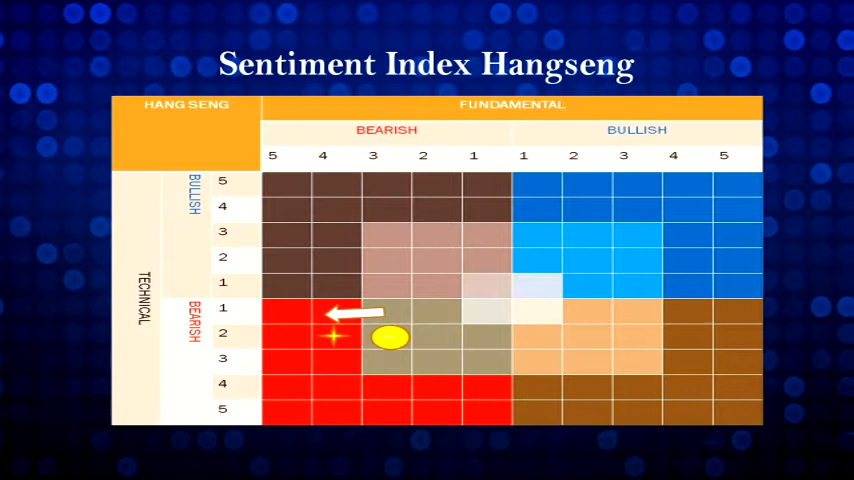 Sentiment Index Hangseng
HANG SENG FUNDAMENTAL
BEARISH BULLISH
5 4 3 2 1 1 2 3 4 5
TECHNICAL
BULLISH
5
4
3
2
1
BEARISH
1
2
3
4
5